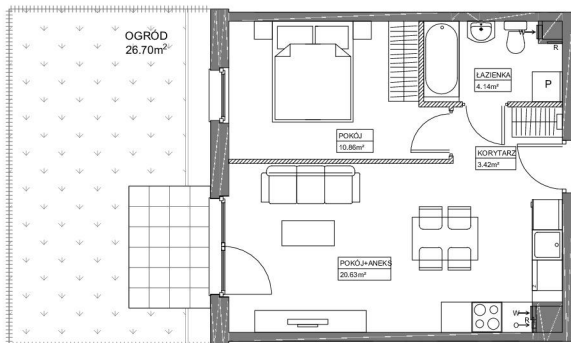 OGRÓD
26.70m²
W
R
ŁAZIENKA
4.14m²
P
POKÓJ
10.86m²
KORYTARZ
3.42m²
POKÓJ+ANEKS
20.63m²
W
R
O